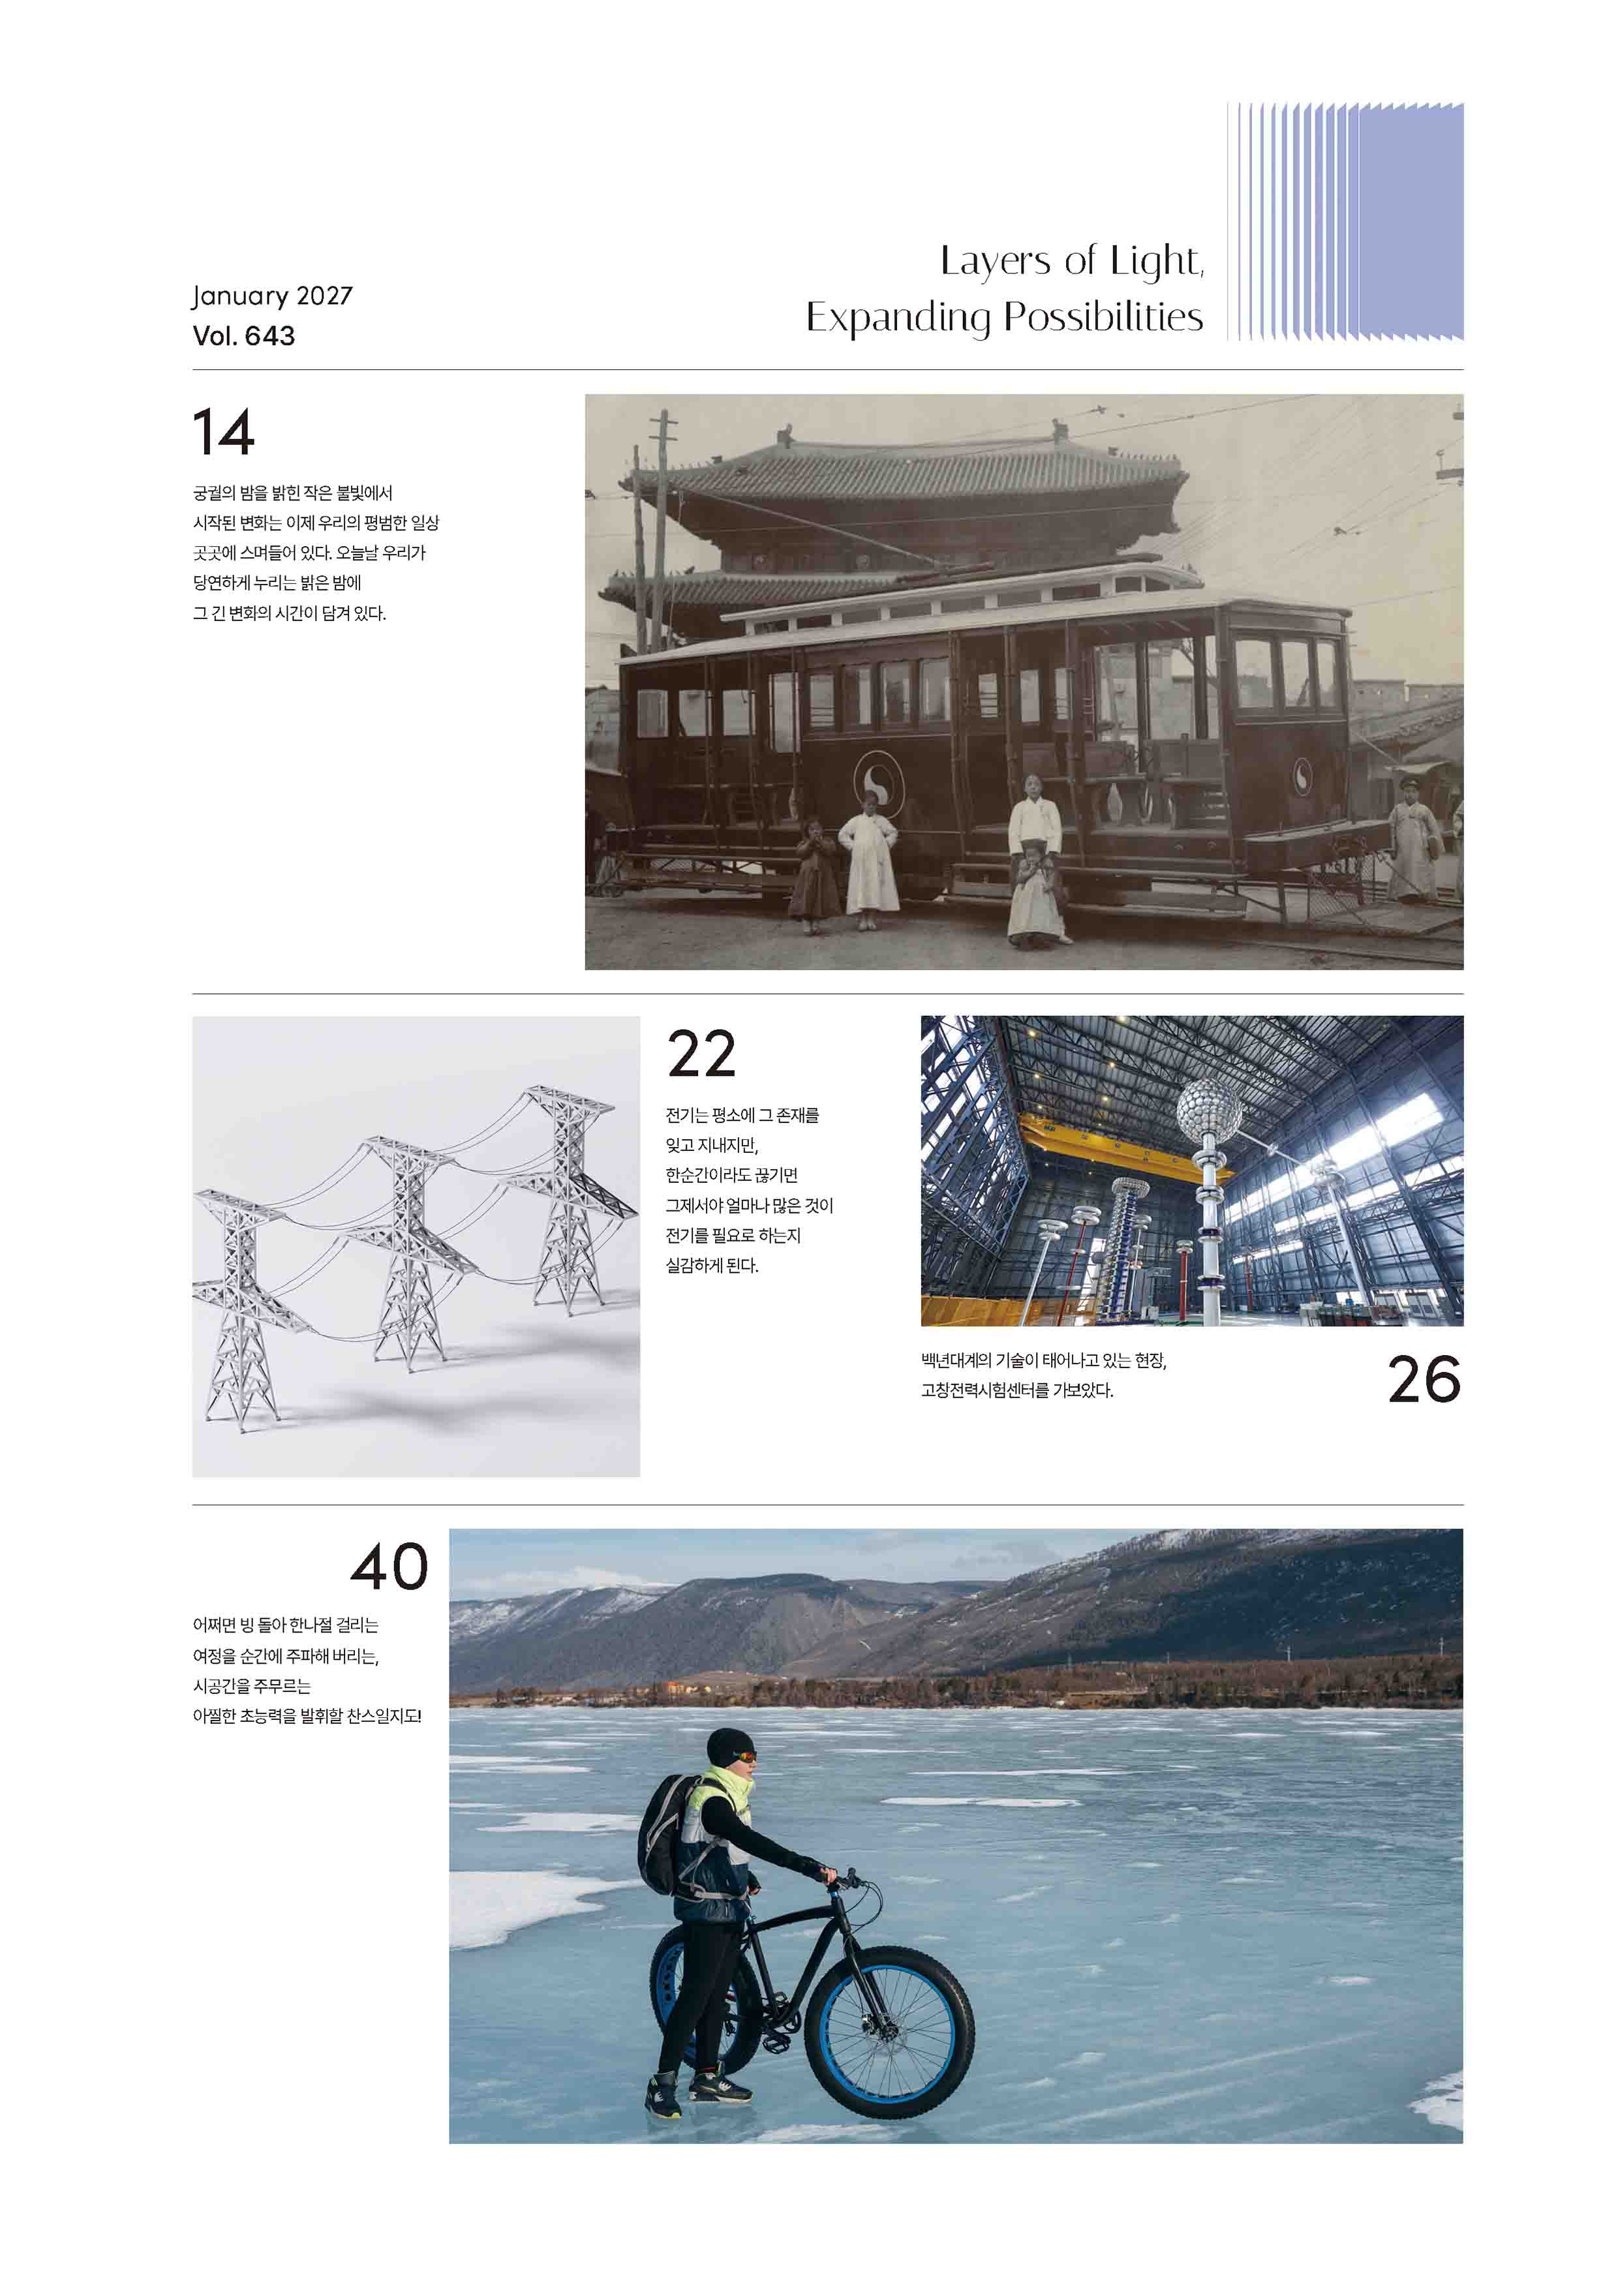 January 2027
Vol. 643
Layers of Light,
Expanding Possibilities
14
궁궐의 밤을 밝힌 작은 불빛에서
시작된 변화는 이제 우리의 평범한 일상
곳곳에 스며들어 있다. 오늘날 우리가
당연하게 누리는 밝은 밤에
그 긴 변화의 시간이 담겨 있다.
22
전기는 평소에 그 존재를
잊고 지내지만,
한순간이라도 끊기면
그제서야 얼마나 많은 것이
전기를 필요로 하는지
실감하게 된다.
백년대계의 기술이 태어나고 있는 현장,
고창전력시험센터를 가보았다.
26
40
어쩌면 빙 돌아 한나절 걸리는
여정을 순간에 주파해 버리는,
시공간을 주무르는
아찔한 초능력을 발휘할 찬스일지도!